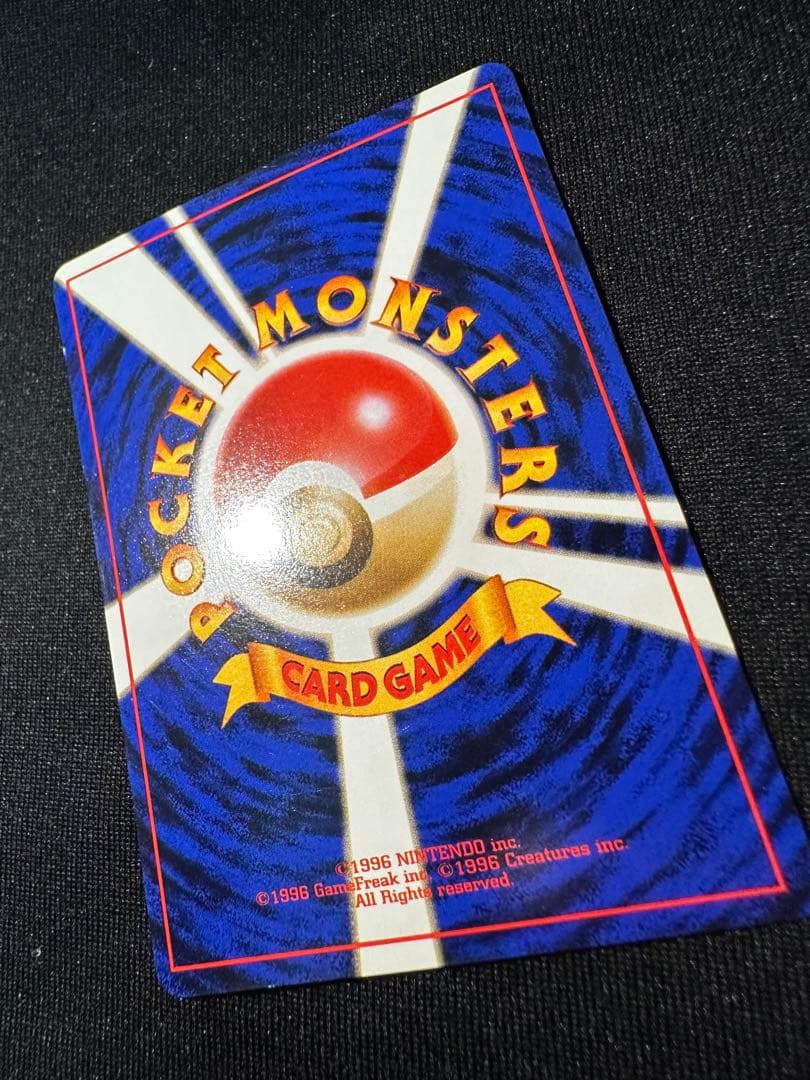 POCKET MONSTERS
CARD GAME
©1996 NINTENDO inc.
©1996 GameFreak inc. ©1996 Creatures inc.
All Rights reserved.